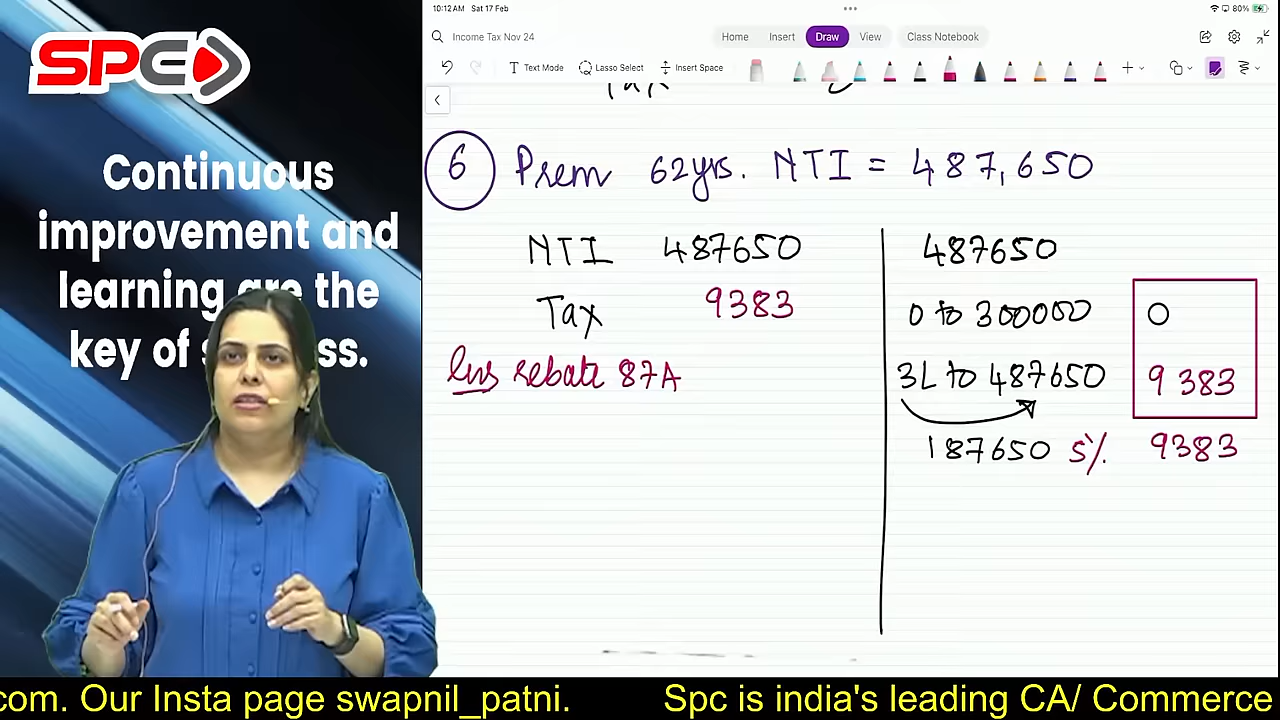 SPC
Continuous
improvement and
learning are the
key of
ss.
10:12 AM Sat 17 Feb
80%
Income Tax Nov 24
Home Insert Draw View Class Notebook
Text Mode Lasso Select Insert Space
Tax
6 Prem 62yrs. NTI = 487,650
NTI 487650
Tax 9383
less rebate 87A
487650
0 to 300000 0
3L to 487650 9383
187650 5% 9383
com. Our Insta page swapnil_patni. Spc is india's leading CA/ Commerce